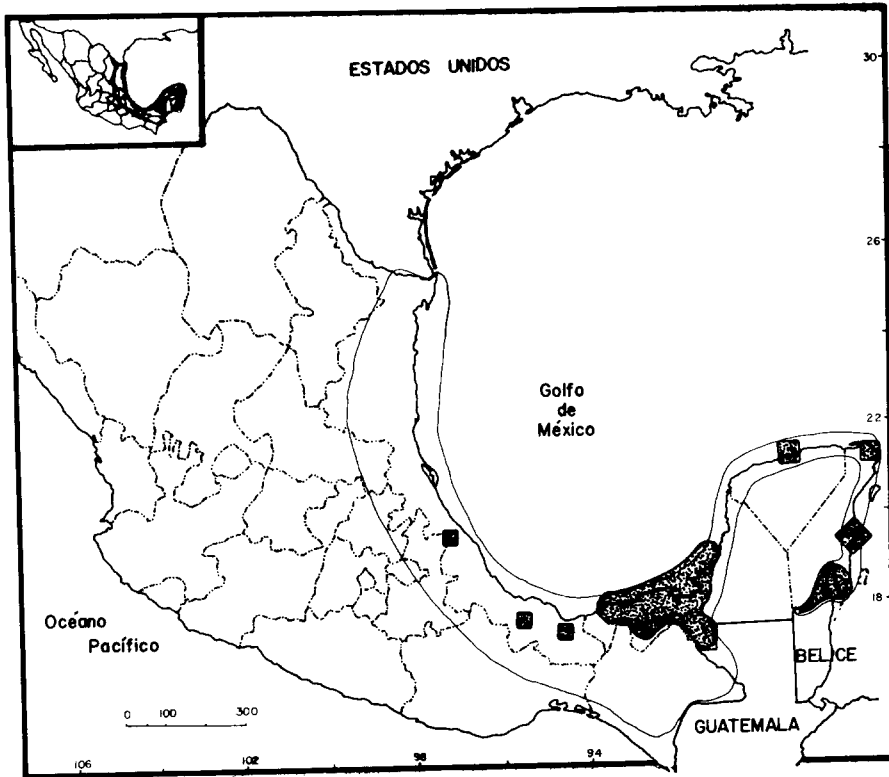 ESTADOS UNIDOS
30
26
Golfo
de
México
22
18
Océano
Pacífico
BELICE
GUATEMALA
0 100 300
106
102
98
94